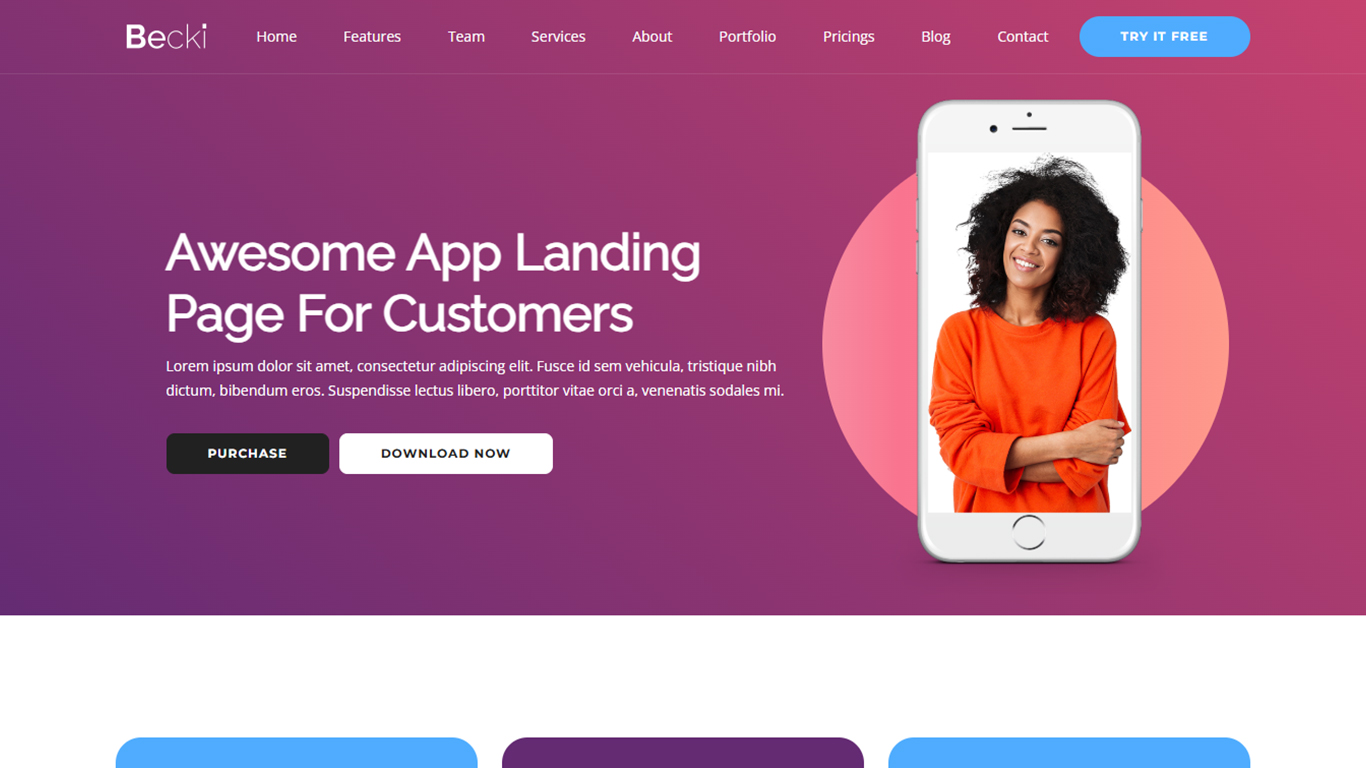 Becki Home Features Team Services About Portfolio Pricings Blog Contact TRY IT FREE
Awesome App Landing
Page For Customers
Lorem ipsum dolor sit amet, consectetur adipiscing elit. Fusce id sem vehicula, tristique nibh
dictum, bibendum eros. Suspendisse lectus libero, porttitor vitae orci a, venenatis sodales mi.
PURCHASE DOWNLOAD NOW